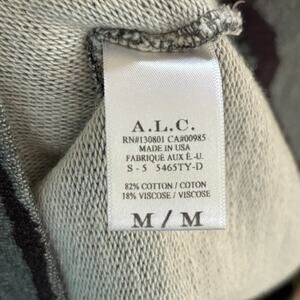 A.L.C.
RN#130801 CA#00985
MADE IN USA
FABRIQUÉ AUX É.-U.
S - 5 5465TY-D
82% COTTON / COTON
18% VISCOSE / VISCOSE
M / M